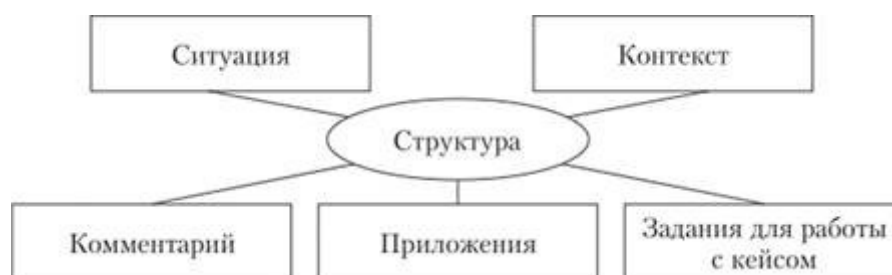 Ситуация
Контекст
Структура
Комментарий
Приложения
Задания для работы
с кейсом